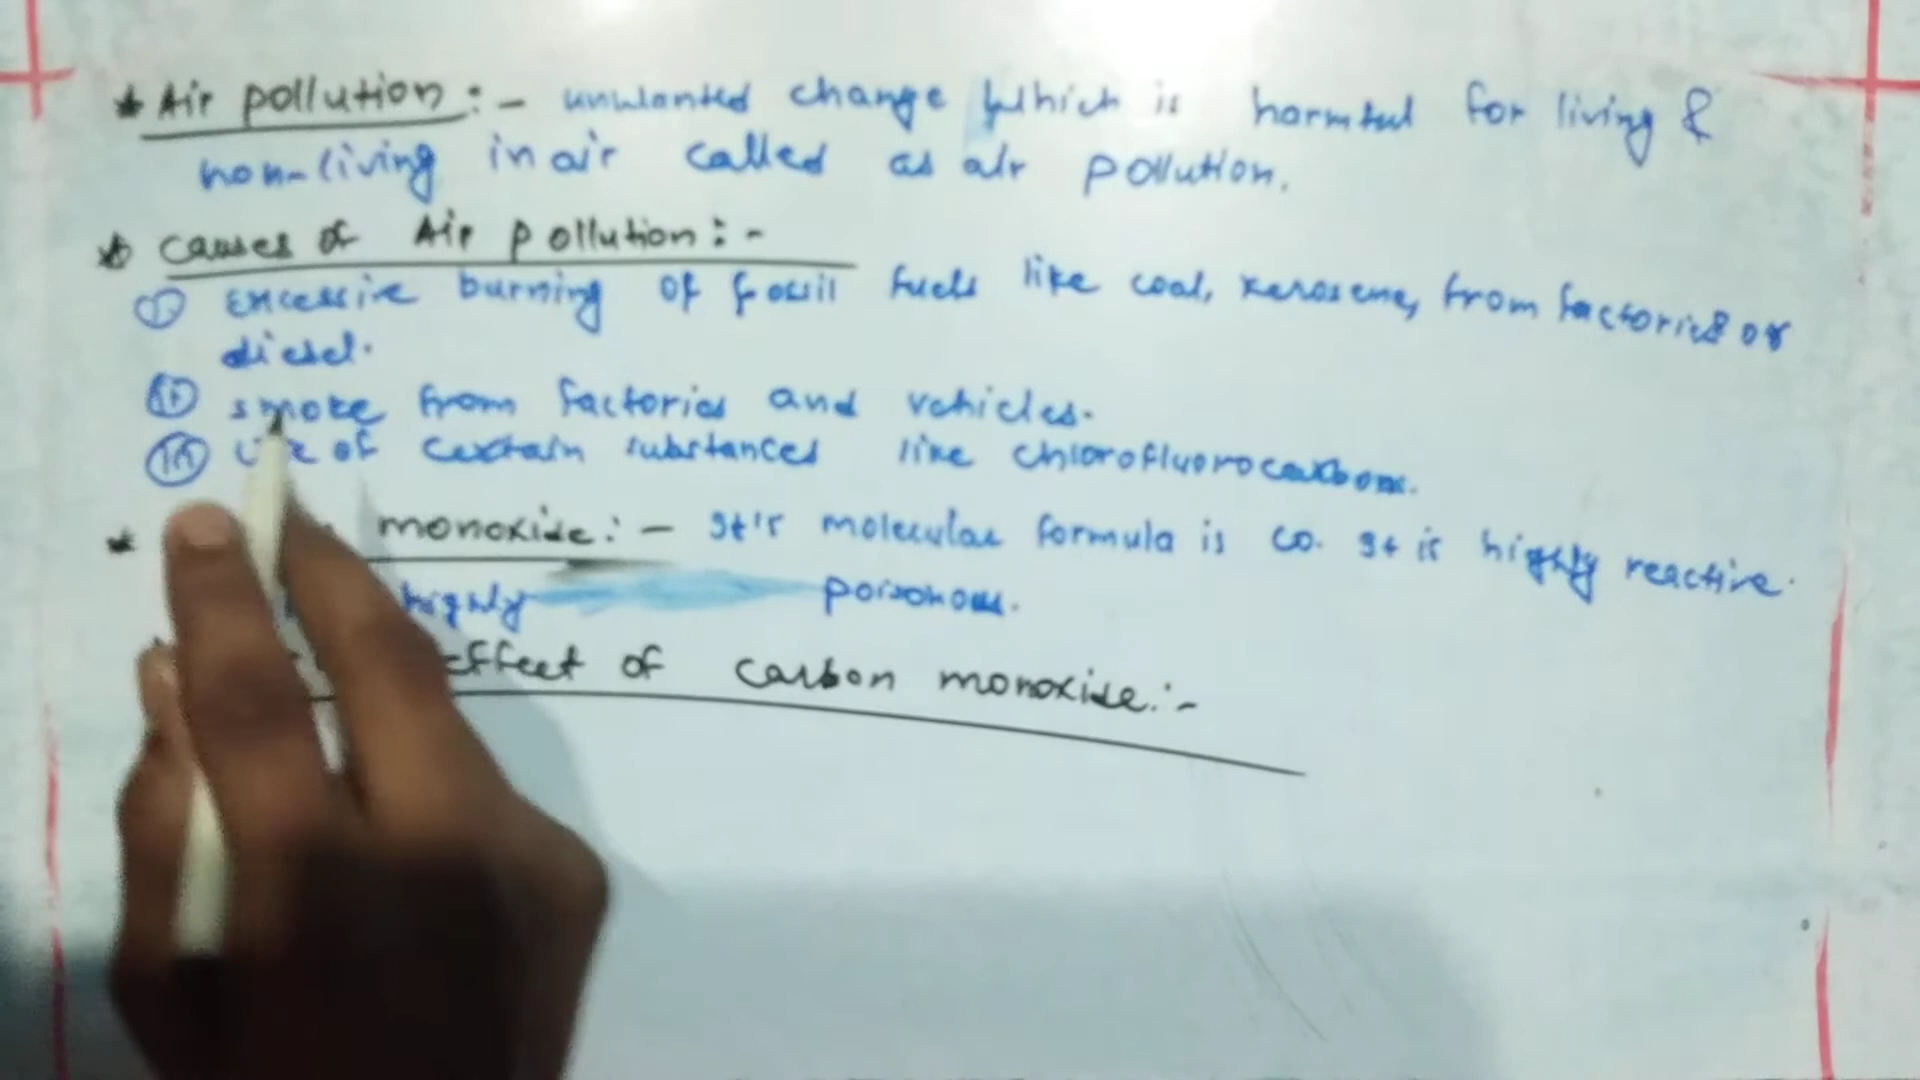 * Air pollution :- unwanted change which is harmful for living &
non-living in air called as air pollution.
* Causes of Air pollution :-
(i) Excessive burning of fossil fuels like coal, kerosene, from factories or
diesel.
(ii) smoke from factories and vehicles.
(iii) use of certain substances like chlorofluorocarbons.
* monoxide :- It's molecular formula is CO. It is highly reactive.
highly poisonous.
effect of carbon monoxide :-